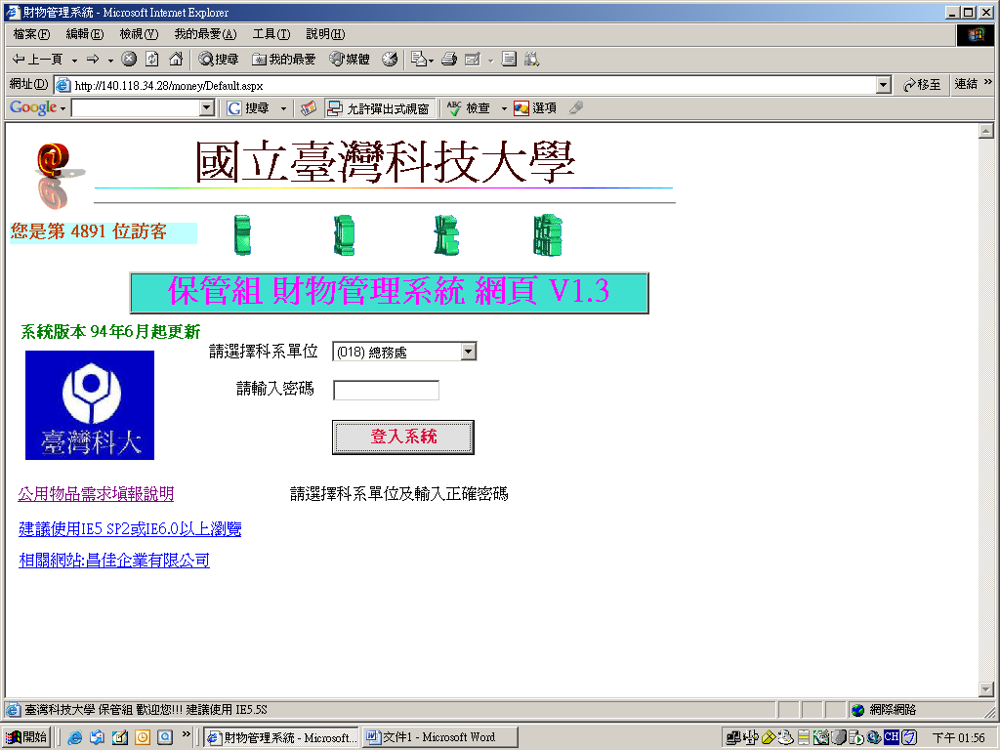 財物管理系統 - Microsoft Internet Explorer
檔案(F) 編輯(E) 檢視(V) 我的最愛(A) 工具(T) 說明(H)
上一頁 搜尋 我的最愛 媒體
網址(D) http://140.118.34.28/money/Default.aspx 移至 連結 »
Google 搜尋 允許彈出式視窗 ABC 檢查 選項
國立臺灣科技大學
您是第 4891 位訪客
保管組 財物管理系統 網頁 V1.3
系統版本 94年6月起更新
請選擇科系單位 (018) 總務處
請輸入密碼
臺灣科大
登入系統
公用物品需求填報說明 請選擇科系單位及輸入正確密碼
建議使用IE5 SP2或IE6.0以上瀏覽
相關網站:昌佳企業有限公司
臺灣科技大學 保管組 歡迎您!!! 建議使用 IE5.5S 網際網路
開始 » 財物管理系統 - Microsoft... 文件1 - Microsoft Word CH 下午 01:56